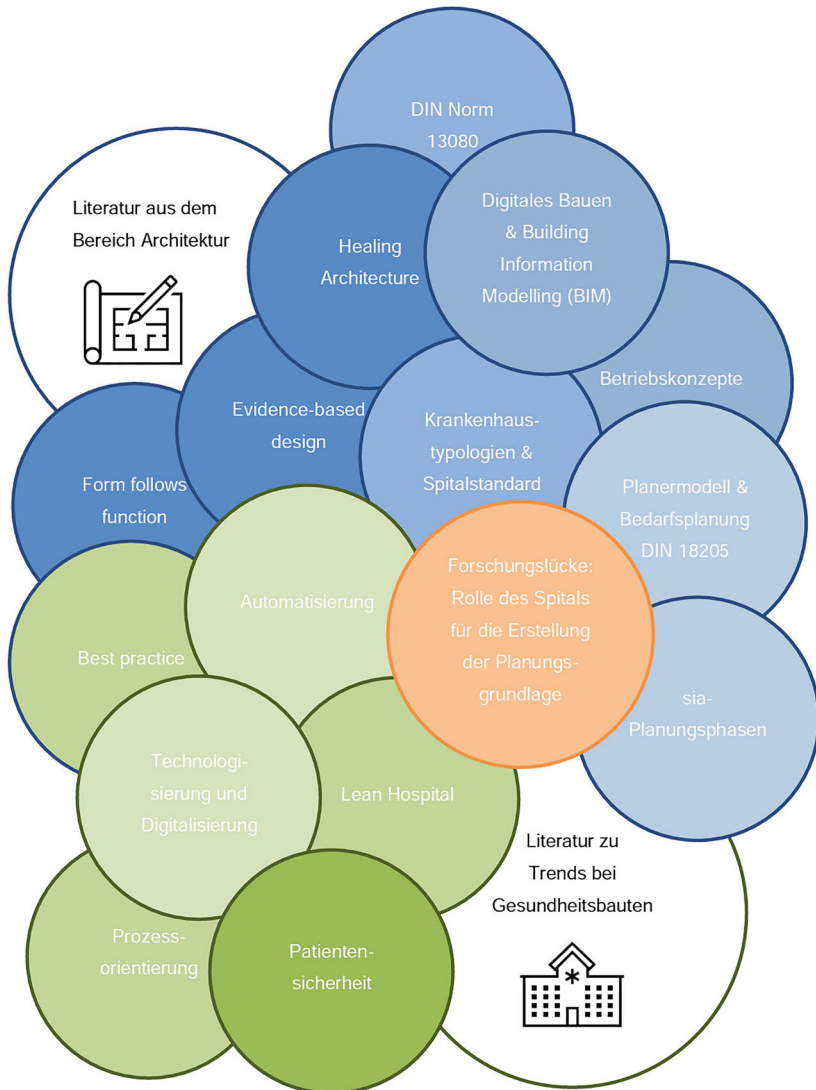 DIN Norm
13080
Literatur aus dem
Bereich Architektur
Healing
Architecture
Digitales Bauen
& Building
Information
Modelling (BIM)
Betriebskonzepte
Evidence-based
design
Krankenhaus-
typologien &
Spitalstandard
Form follows
function
Planermodell &
Bedarfsplanung
DIN 18205
Automatisierung
Forschungslücke:
Rolle des Spitals
für die Erstellung
der Planungs-
grundlage
Best practice
sia-
Planungsphasen
Technologi-
sierung und
Digitalisierung
Lean Hospital
Literatur zu
Trends bei
Gesundheitsbauten
Prozess-
orientierung
Patienten-
sicherheit